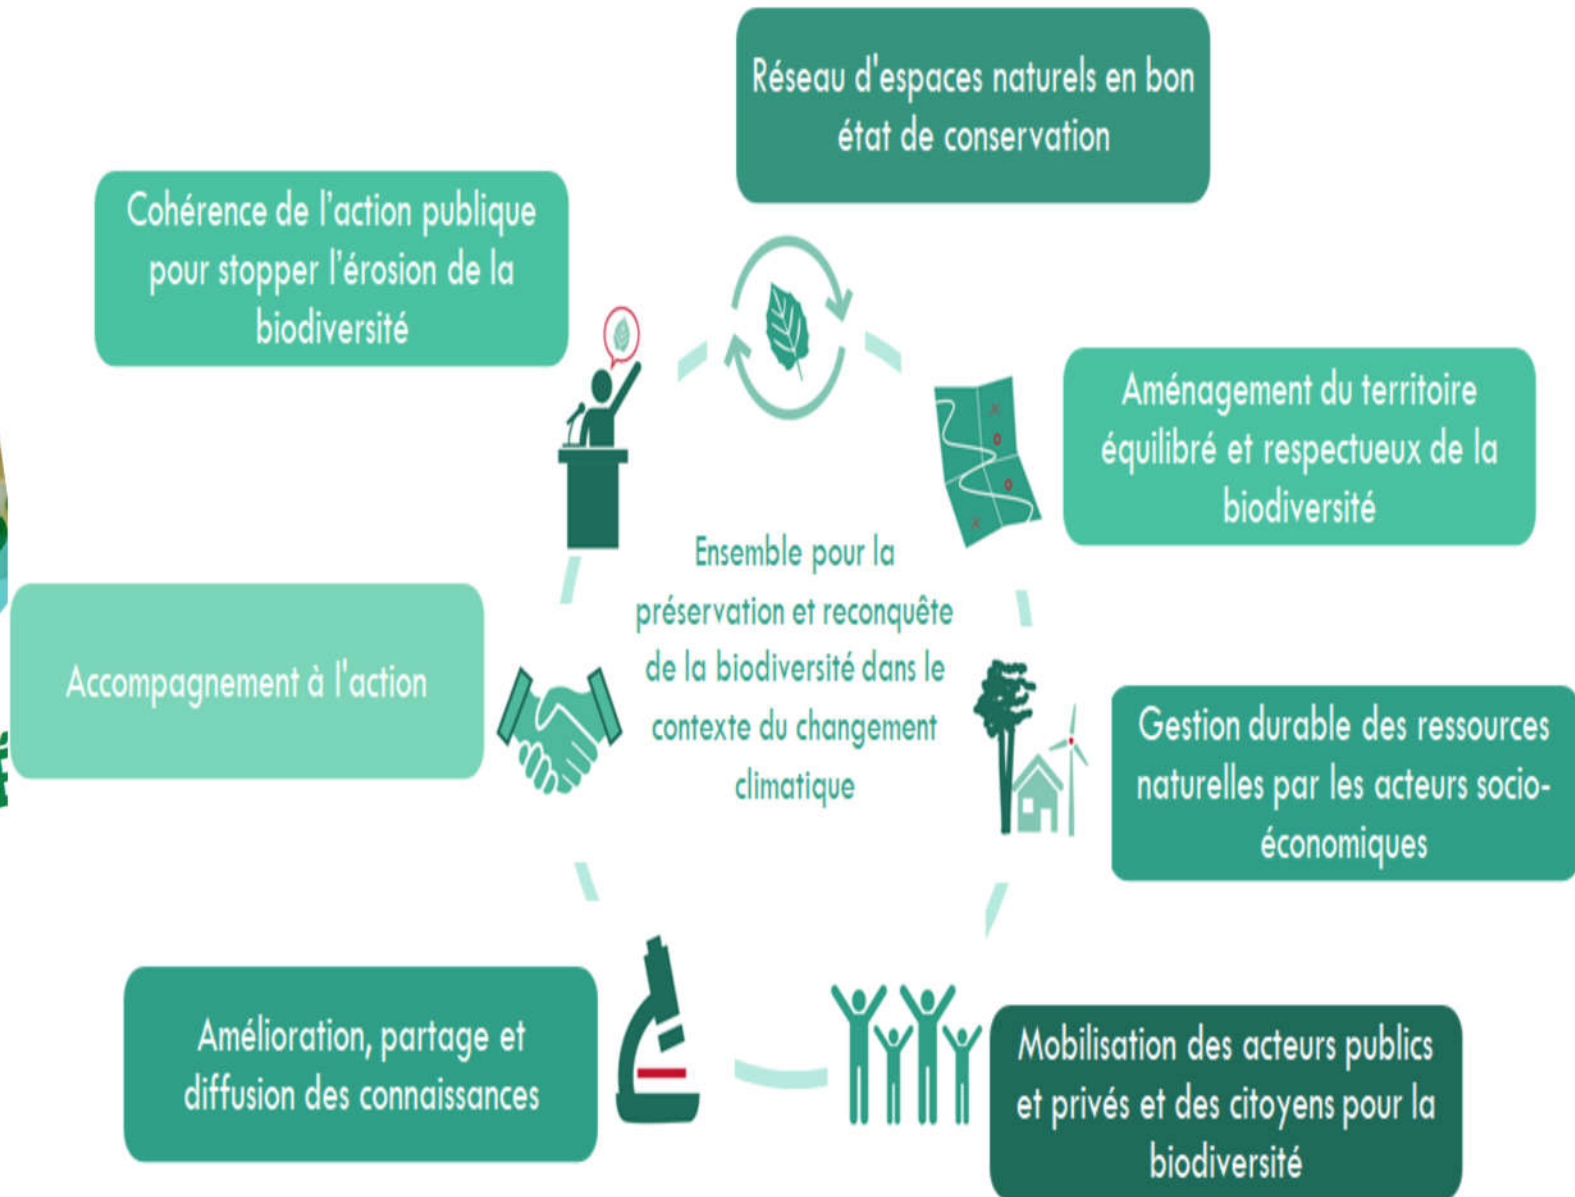 Réseau d'espaces naturels en bon
état de conservation
Cohérence de l'action publique
pour stopper l'érosion de la
biodiversité
Aménagement du territoire
équilibré et respectueux de la
biodiversité
Ensemble pour la
préservation et reconquête
de la biodiversité dans le
contexte du changement
climatique
Accompagnement à l'action
Gestion durable des ressources
naturelles par les acteurs socio-
économiques
Amélioration, partage et
diffusion des connaissances
Mobilisation des acteurs publics
et privés et des citoyens pour la
biodiversité